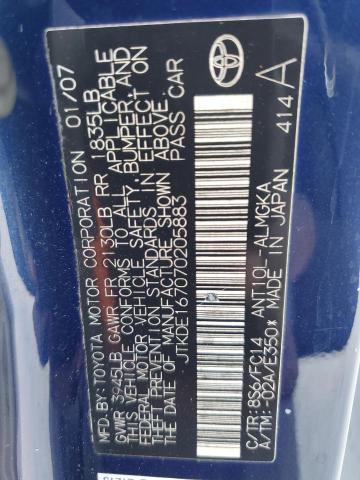 MFD. BY: TOYOTA MOTOR CORPORATION 01/07
GVWR 3945LB GAWR FR 2130LB RR 1835LB
THIS VEHICLE CONFORMS TO ALL APPLICABLE
FEDERAL MOTOR VEHICLE SAFETY, BUMPER, AND
THEFT PREVENTION STANDARDS IN EFFECT ON
THE DATE OF MANUFACTURE SHOWN ABOVE.
JTKDE167070205883 PASS CAR
C/TR: 8S6/FC14 ANT10L-ALMGKA
A/TM: -02A/E350* MADE IN JAPAN
414 A
TOYOTA